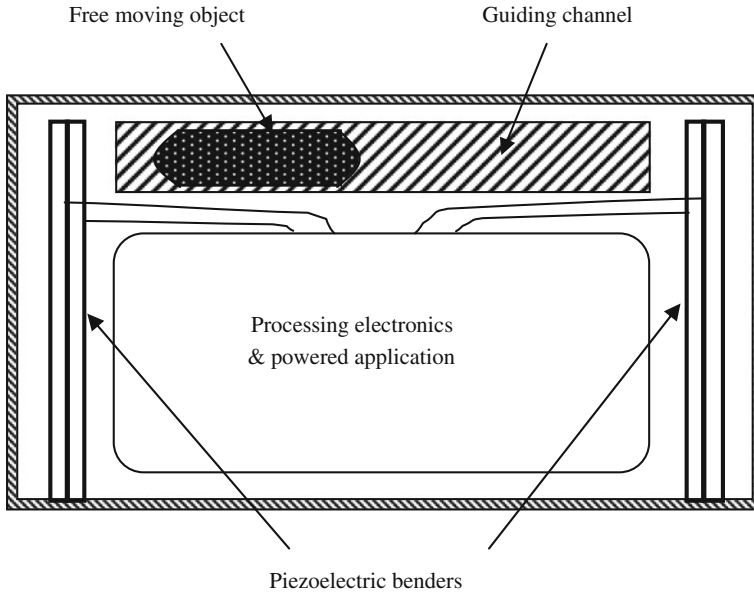 Free moving object
Guiding channel
Processing electronics
& powered application
Piezoelectric benders